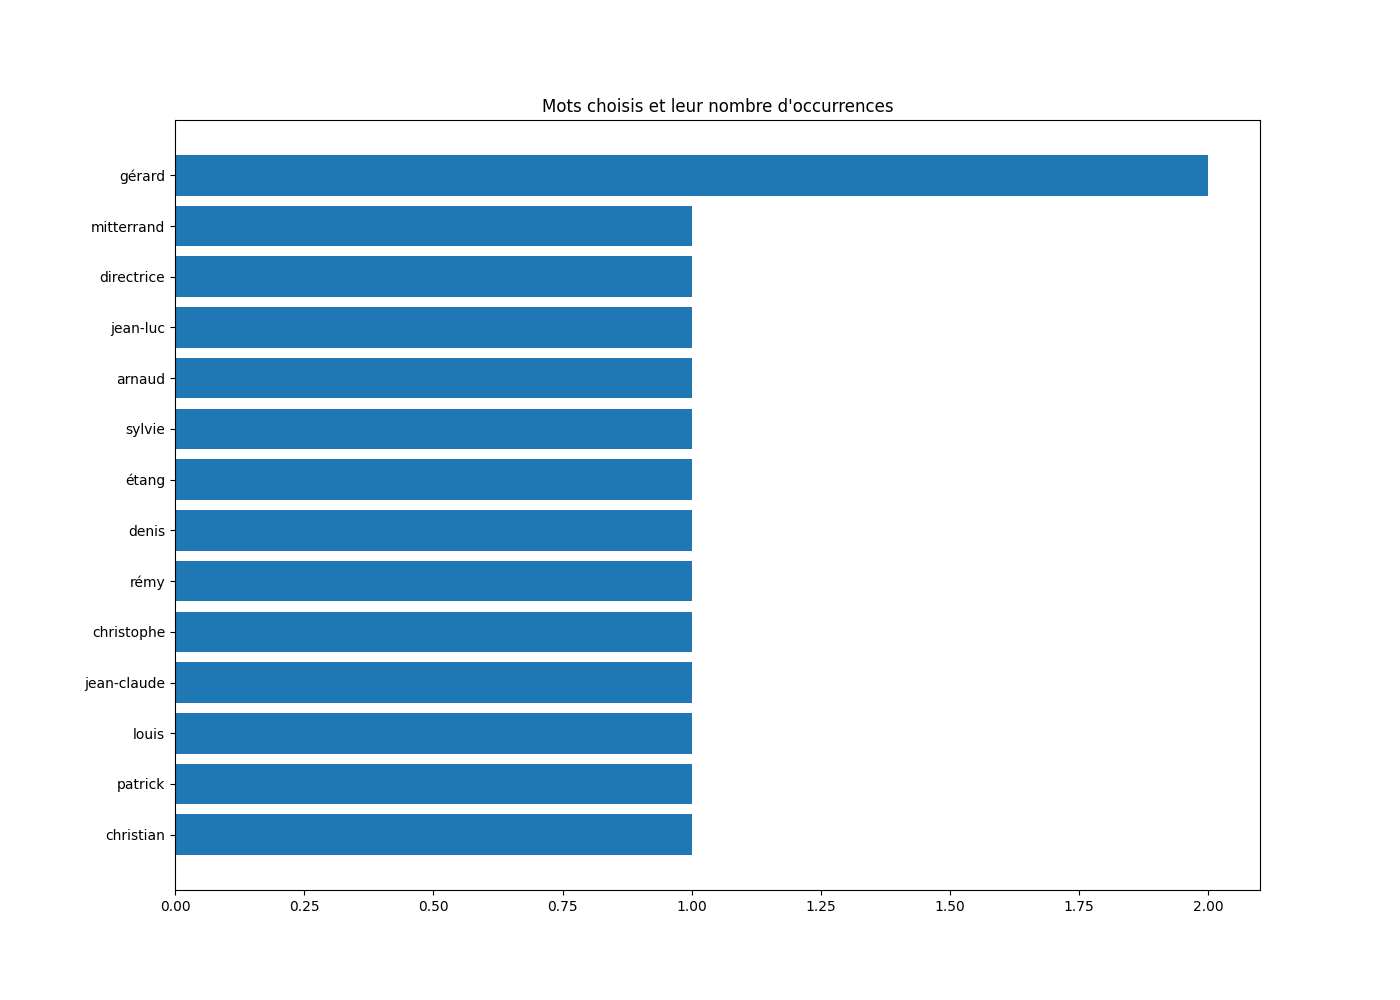 Mots choisis et leur nombre d'occurrences
gérard
mitterrand
directrice
jean-luc
arnaud
sylvie
étang
denis
rémy
christophe
jean-claude
louis
patrick
christian
0.00 0.25 0.50 0.75 1.00 1.25 1.50 1.75 2.00